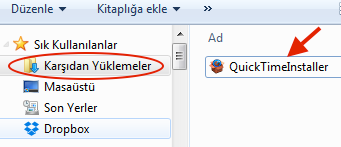 Düzenle Kitaplığa ekle
Sık Kullanılanlar
Karşıdan Yüklemeler
Masaüstü
Son Yerler
Dropbox
Ad
QuickTimeInstaller